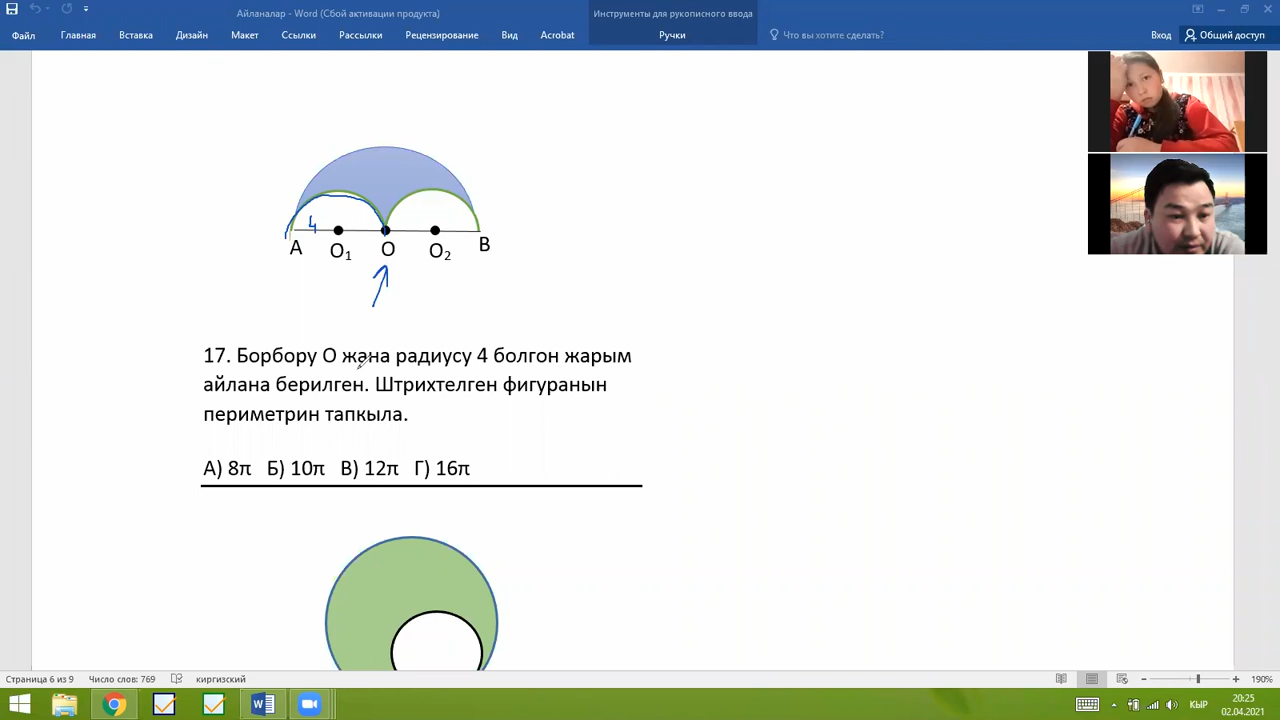 Айланалар - Word (Сбой активации продукта)
Инструменты для рукописного ввода
Файл Главная Вставка Дизайн Макет Ссылки Рассылки Рецензирование Вид Acrobat Ручки Что вы хотите сделать? Вход Общий доступ
4
A O1 O O2 B
17. Борбору О жана радиусу 4 болгон жарым
айлана берилген. Штрихтелген фигуранын
периметрин тапкыла.
А) 8π Б) 10π В) 12π Г) 16π
Страница 6 из 9 Число слов: 769 киргизский 190%
КЫР
20:25
02.04.2021